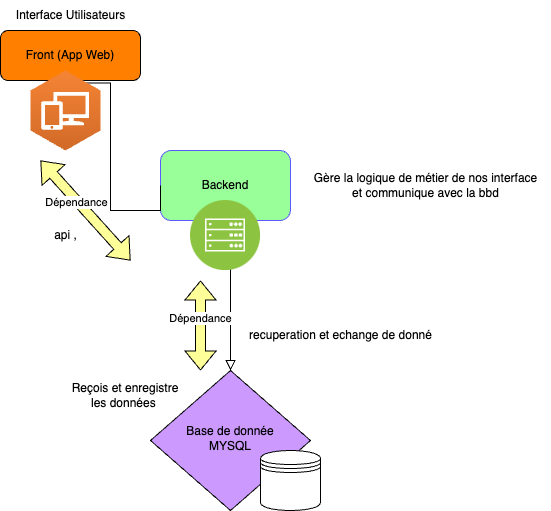 Interface Utilisateurs
Front (App Web)
Backend
Gère la logique de métier de nos interface
et communique avec la bbd
Dépendance
api ,
Dépendance
recuperation et echange de donné
Reçois et enregistre
les données
Base de donnée
MYSQL